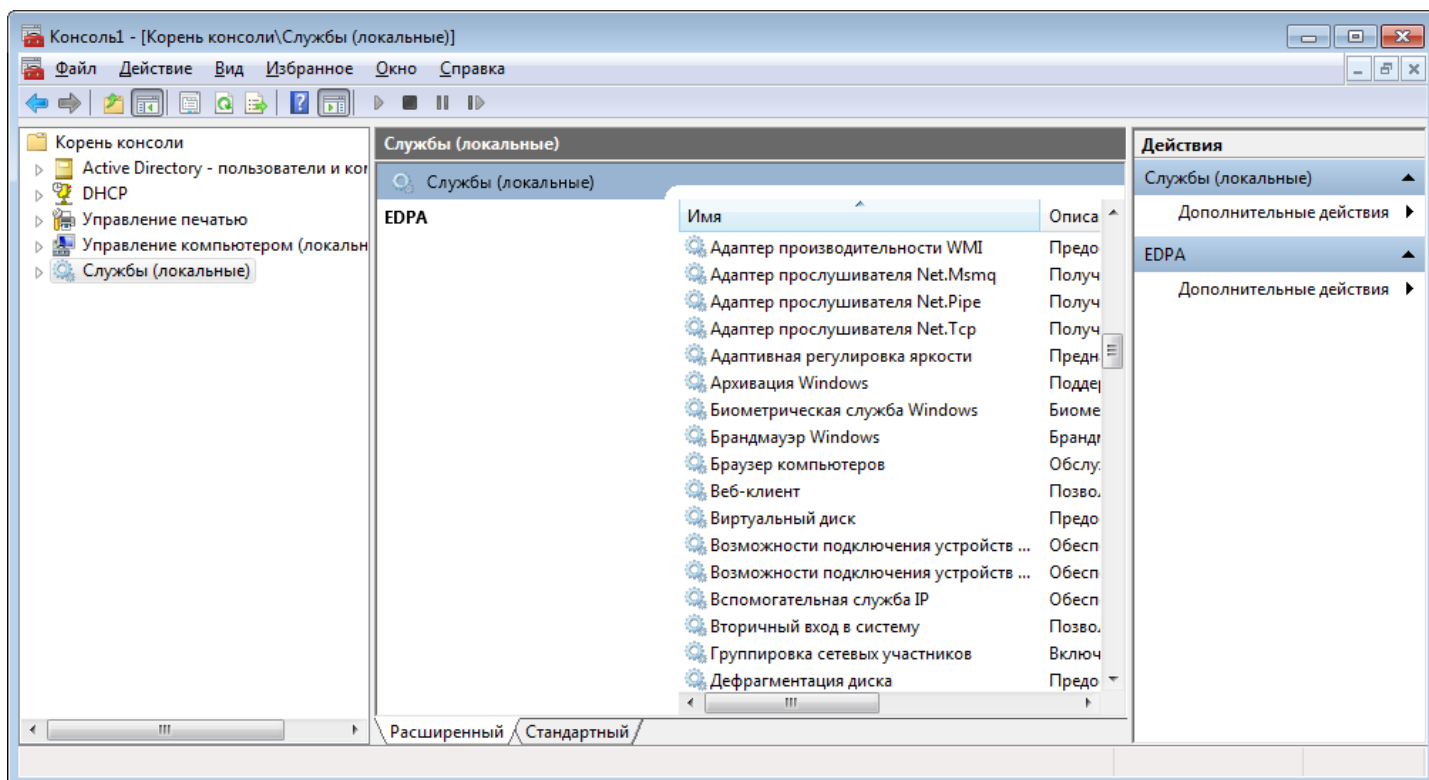 Консоль1 - [Корень консоли\Службы (локальные)]
Файл Действие Вид Избранное Окно Справка
Корень консоли
Active Directory - пользователи и ко
DHCP
Управление печатью
Управление компьютером (локальн
Службы (локальные)
Службы (локальные)
Службы (локальные)
EDPA
Имя Описа
Адаптер производительности WMI Предо
Адаптер прослушивателя Net.Msmq Получ
Адаптер прослушивателя Net.Pipe Получ
Адаптер прослушивателя Net.Tcp Получ
Адаптивная регулировка яркости Предн
Архивация Windows Поддер
Биометрическая служба Windows Биоме
Брандмауэр Windows Бранд
Браузер компьютеров Обслу
Веб-клиент Позво
Виртуальный диск Предо
Возможности подключения устройств ... Обесп
Возможности подключения устройств ... Обесп
Вспомогательная служба IP Обесп
Вторичный вход в систему Позво
Группировка сетевых участников Включ
Дефрагментация диска Предо
Расширенный Стандартный
Действия
Службы (локальные)
Дополнительные действия
EDPA
Дополнительные действия